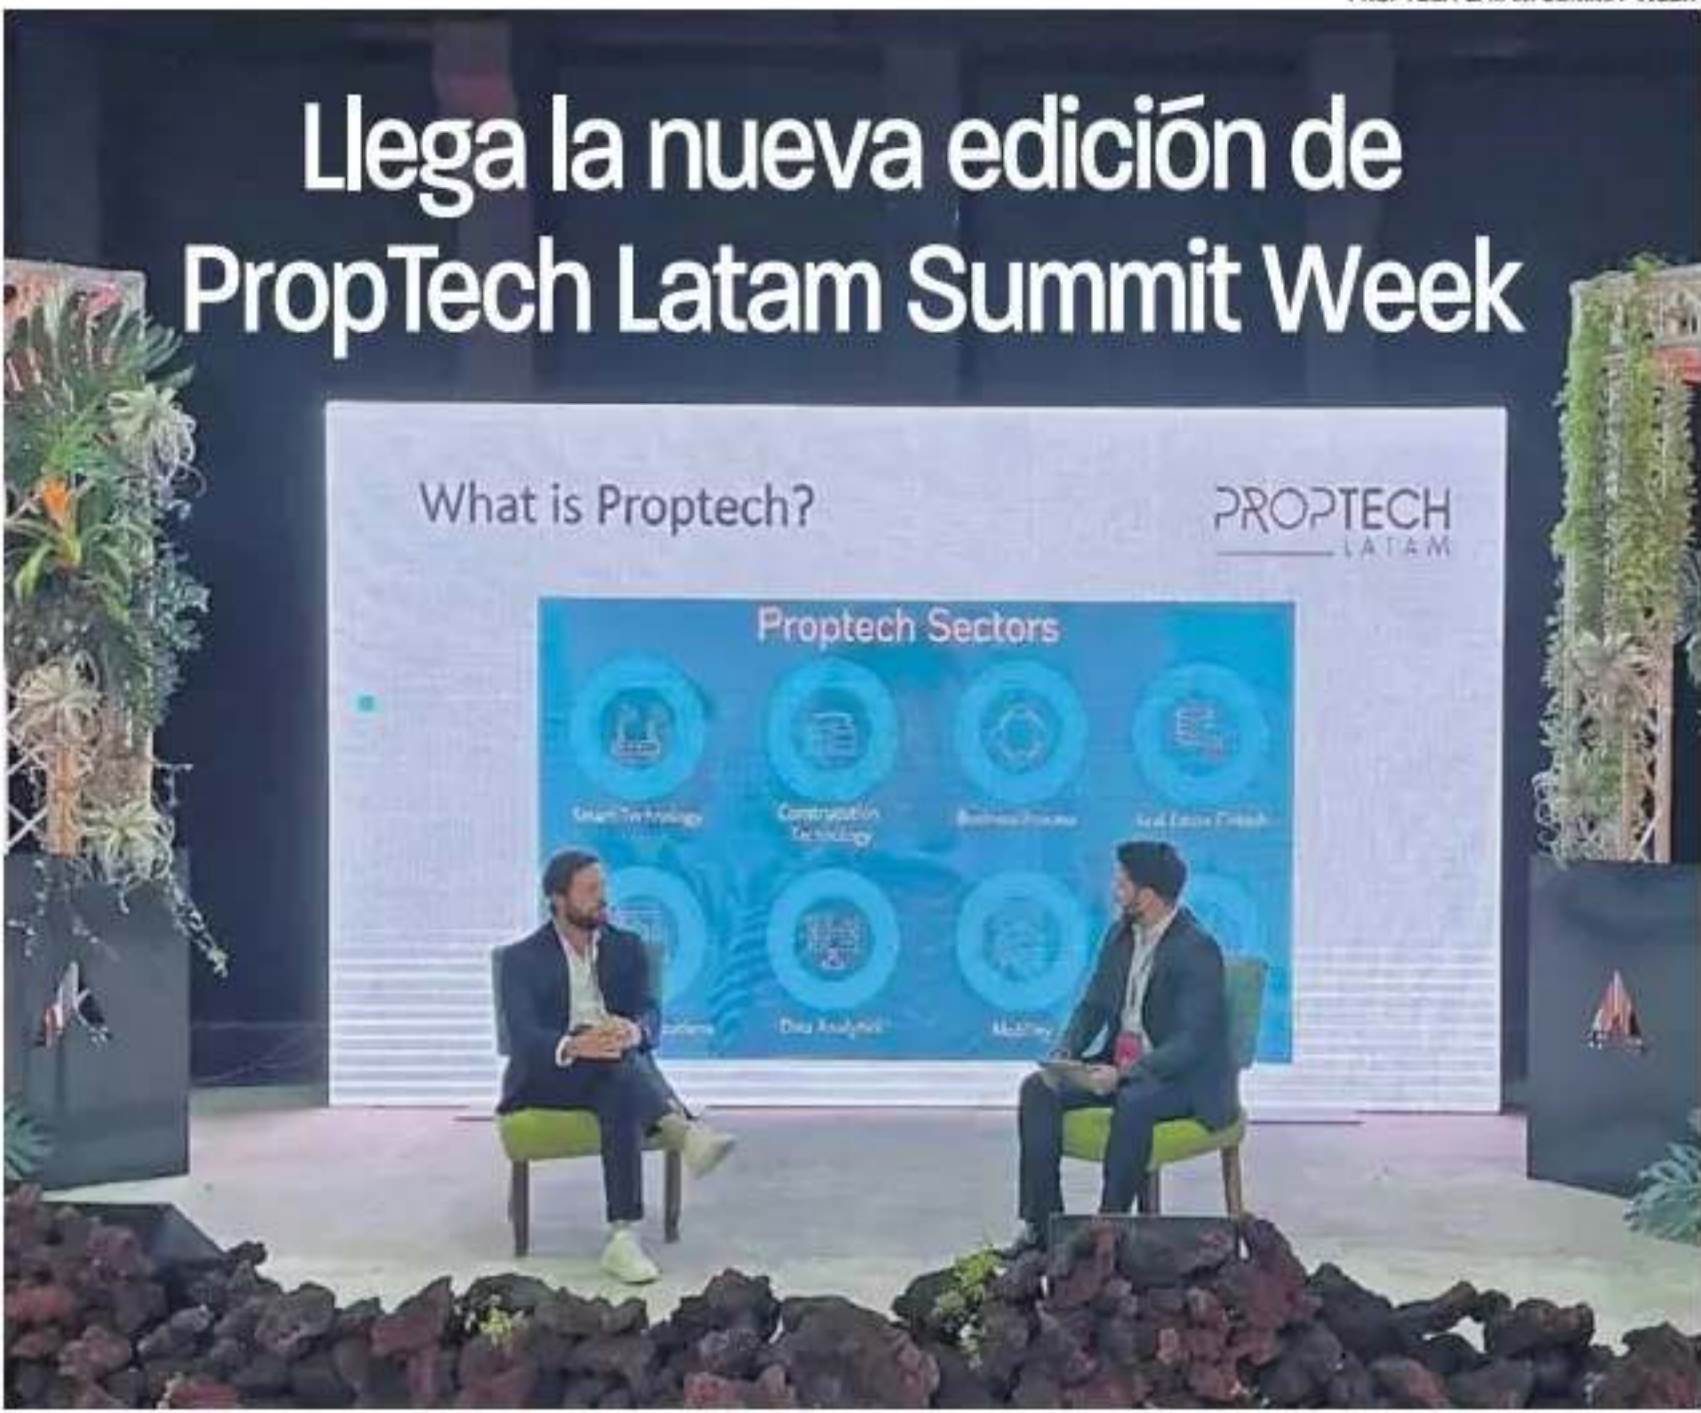 Llega la nueva edición de
PropTech Latam Summit Week
What is Proptech?
PROPTECH
LATAM
Proptech Sectors
Smart Technology
Construcution
Technology
Business Process
Real Estate Fintech
Data Analytics
Mobility